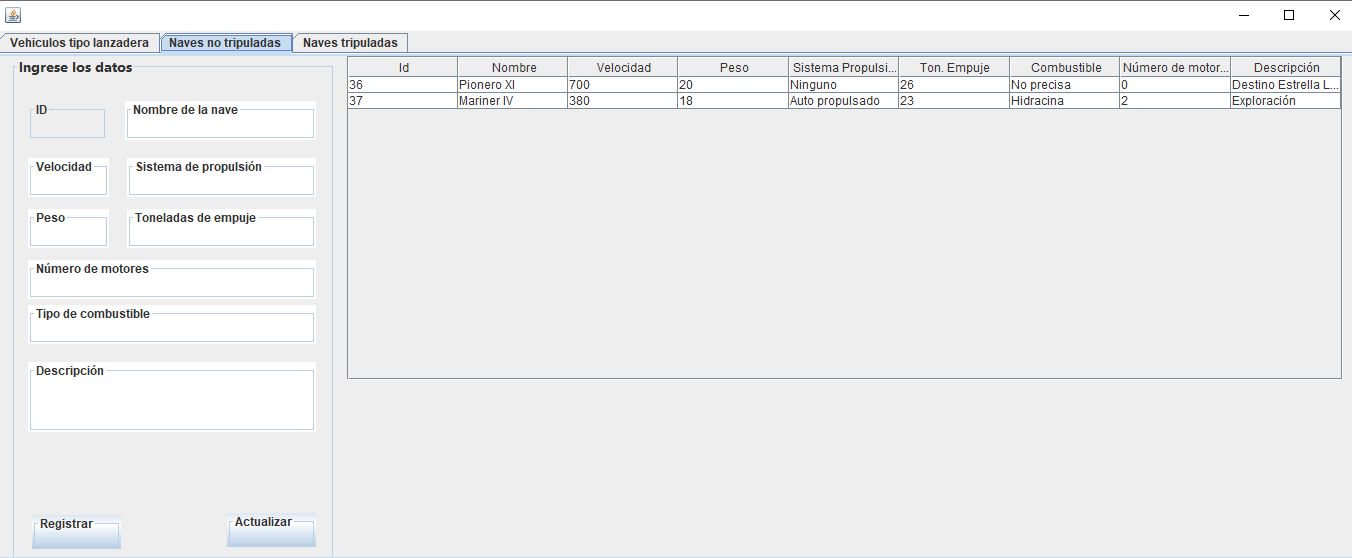 Vehiculos tipo lanzadera Naves no tripuladas Naves tripuladas
Ingrese los datos
ID Nombre de la nave
Velocidad Sistema de propulsión
Peso Toneladas de empuje
Número de motores
Tipo de combustible
Descripción
Registrar Actualizar
Id Nombre Velocidad Peso Sistema Propulsi... Ton. Empuje Combustible Número de motor... Descripción
36 Pionero XI 700 20 Ninguno 26 No precisa 0 Destino Estrella L...
37 Mariner IV 380 18 Auto propulsado 23 Hidracina 2 Exploración